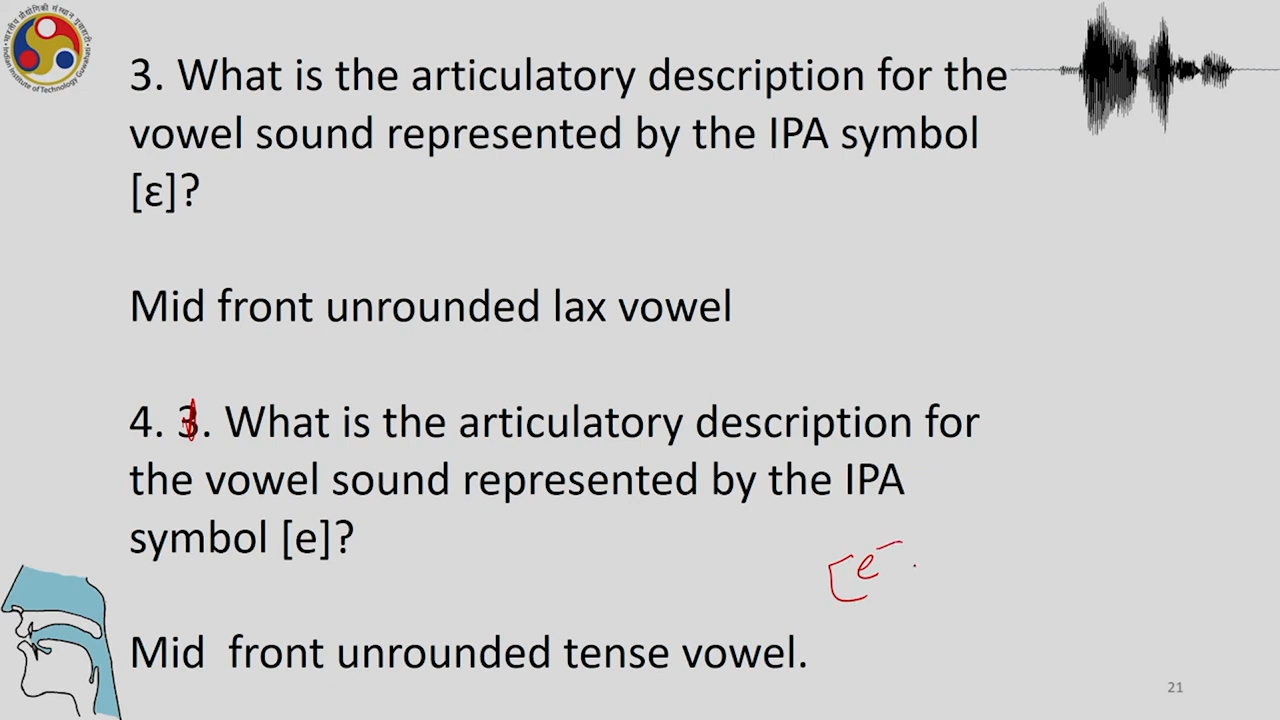 3. What is the articulatory description for the
vowel sound represented by the IPA symbol
[ɛ]?
Mid front unrounded lax vowel
4. 3. What is the articulatory description for
the vowel sound represented by the IPA
symbol [e]?
[e
Mid  front unrounded tense vowel.
21